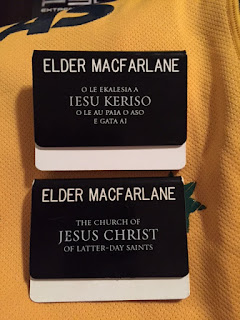 EXTREM
ELDER MACFARLANE
O LE EKALESIA A
IESU KERISO
O LE AU PAIA O ASO
E GATA AI
ELDER MACFARLANE
THE CHURCH OF
JESUS CHRIST
OF LATTER-DAY SAINTS